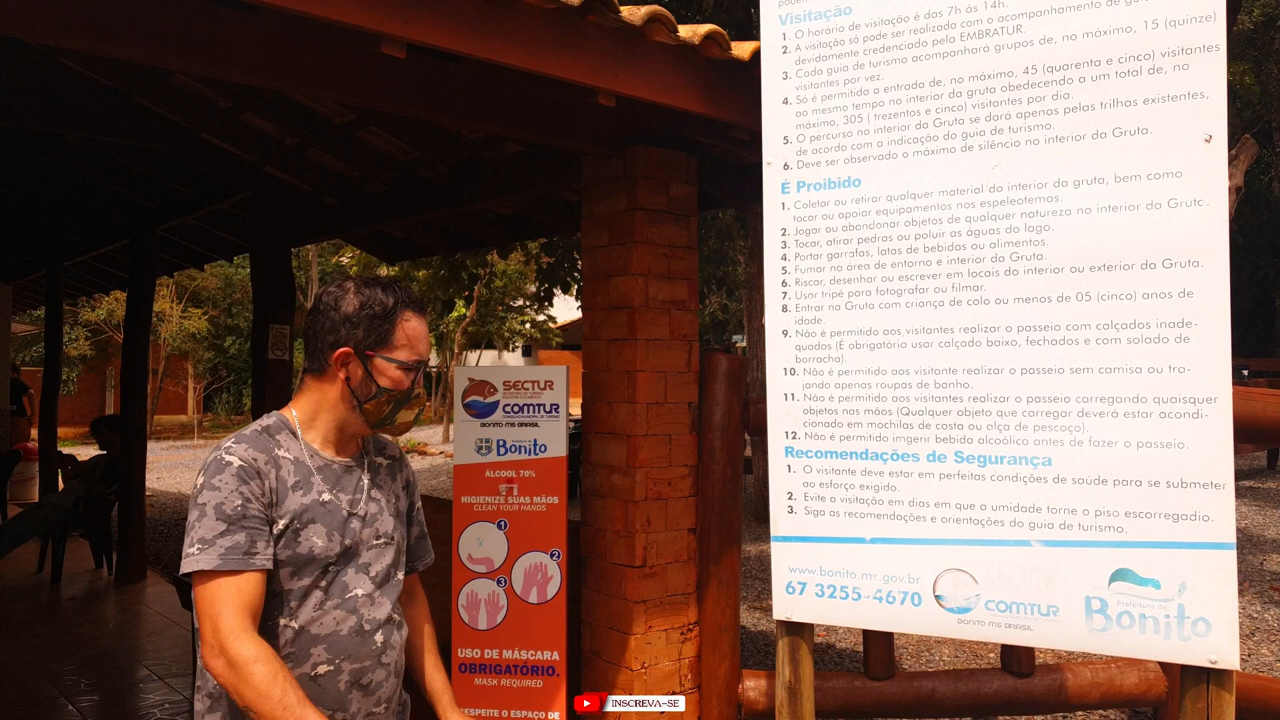 Visitação
1. O horário de visitação é das 7h ás 14h.
2. A visitação só pode ser realizada com o acompanhamento de
devidamente credenciado pela EMBRATUR.
3. Cada guia de turismo acompanhará grupos de, no máximo, 15 (quinze)
visitantes por vez.
4. Só é permitida a entrada de, no máximo, 45 (quarenta e cinco) visitantes
ao mesmo tempo no interior da gruta obedecendo a um total de, no
máximo, 305 ( trezentos e cinco) visitantes por dia.
5. O percurso no interior da Gruta se dará apenas pelas trilhas existentes,
de acordo com a indicação do guia de turismo.
6. Deve ser observado o máximo de silêncio no interior da Gruta.
É Proibido
1. Coletar ou retirar qualquer material do interior da gruta, bem como
tocar ou apoiar equipamentos nos espeleotemas.
2. Jogar ou abandonar objetos de qualquer natureza no interior da Gruta.
3. Tocar, atirar pedras ou poluir as águas do lago.
4. Portar garrafas, latas de bebidas ou alimentos.
5. Fumar na área de entorno e interior da Gruta.
6. Riscar, desenhar ou escrever em locais do interior ou exterior da Gruta.
7. Usar tripé para fotografar ou filmar.
8. Entrar na Gruta com criança de colo ou menos de 05 (cinco) anos de
idade.
9. Não é permitido aos visitantes realizar o passeio com calçados inade-
quados (É obrigatório usar calçado baixo, fechados e com solado de
borracha).
10. Não é permitido aos visitante realizar o passeio sem camisa ou tra-
jando apenas roupas de banho.
11. Não é permitido aos visitantes realizar o passeio carregando quaisquer
objetos nas mãos (Qualquer coisa que carregar deverá estar acondi-
cionado em mochilas de costa ou alça de pescoço).
12. Não é permitido ingerir bebida alcoólica antes de fazer o passeio.
Recomendações de Segurança
1. O visitante deve estar em perfeitas condições de saúde para se submeter
ao esforço exigido.
2. Evite a visitação em dias em que a umidade torne o piso escorregadio.
3. Siga as recomendações e orientações do guia de turismo.
www.bonito.ms.gov.br
67 3255-4670
COMTUR
BONITO MS BRASIL
Prefeitura de
Bonito
SECTUR
COMTUR
CONSELHO MUNICIPAL DE TURISMO
BONITO-MS BRASIL
Prefeitura de
Bonito
ÁLCOOL 70%
HIGIENIZE SUAS MÃOS
CLEAN YOUR HANDS
1
2
3
USO DE MÁSCARA
OBRIGATÓRIO.
MASK REQUIRED
RESPEITE O ESPAÇO DE
INSCREVA-SE